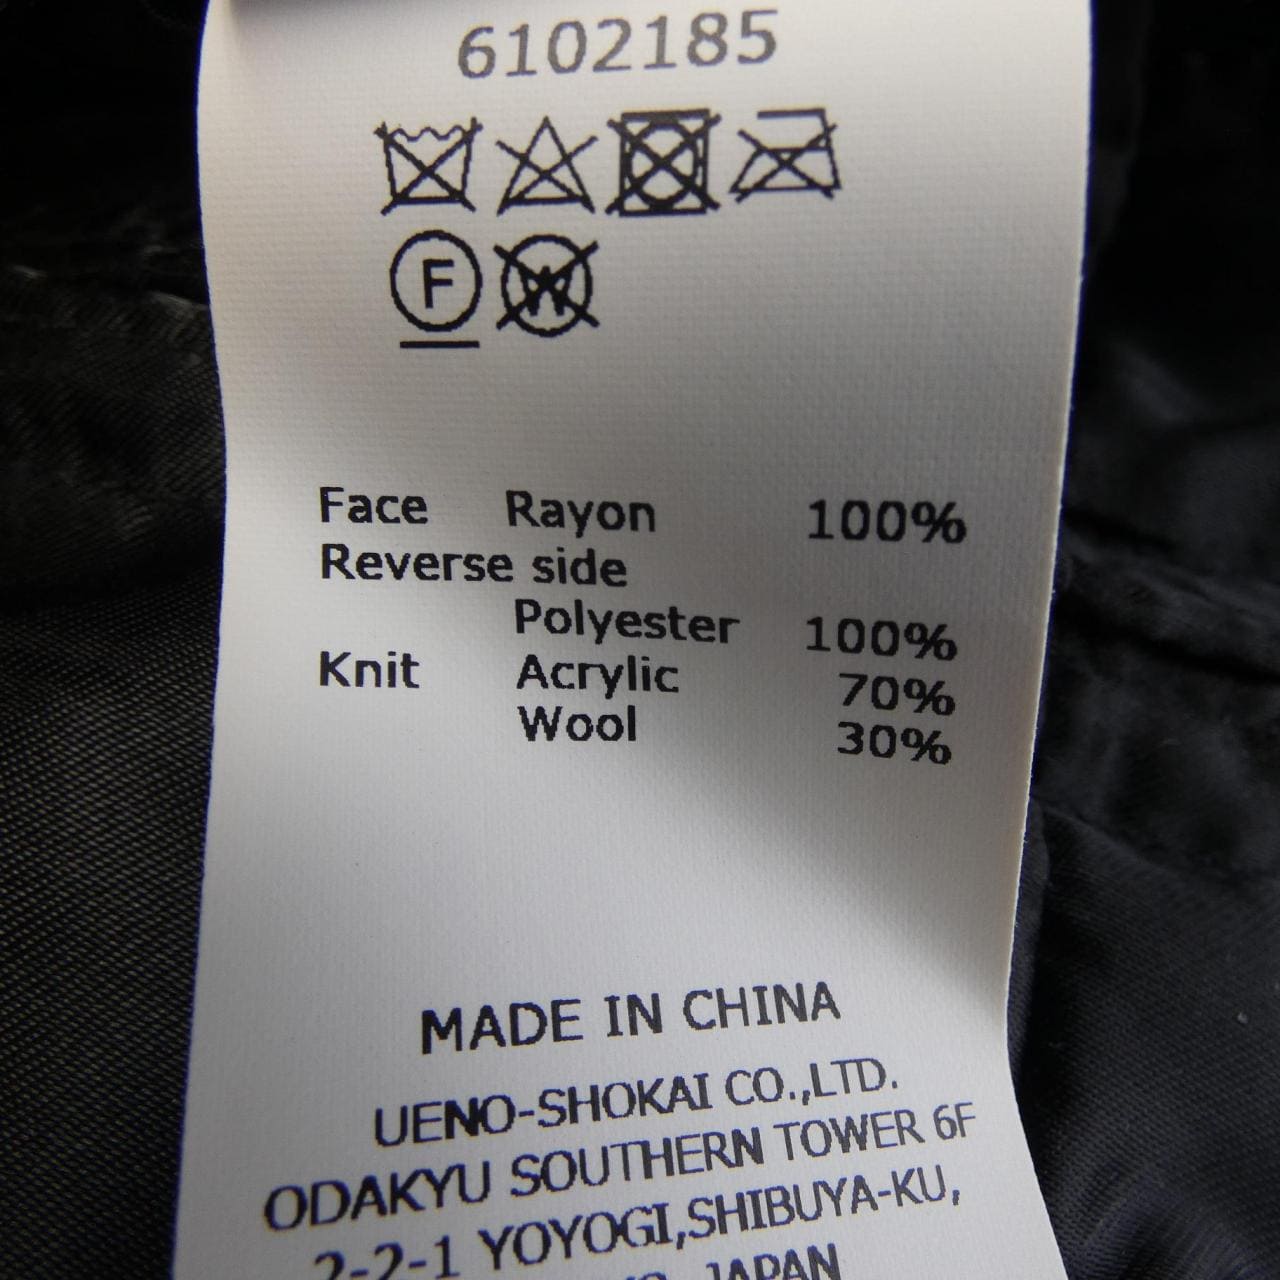 6102185
F W
Face Rayon 100%
Reverse side
Polyester 100%
Knit Acrylic 70%
Wool 30%
MADE IN CHINA
UENO-SHOKAI CO.,LTD.
ODAKYU SOUTHERN TOWER 6F
2-2-1 YOYOGI,SHIBUYA-KU,
JAPAN